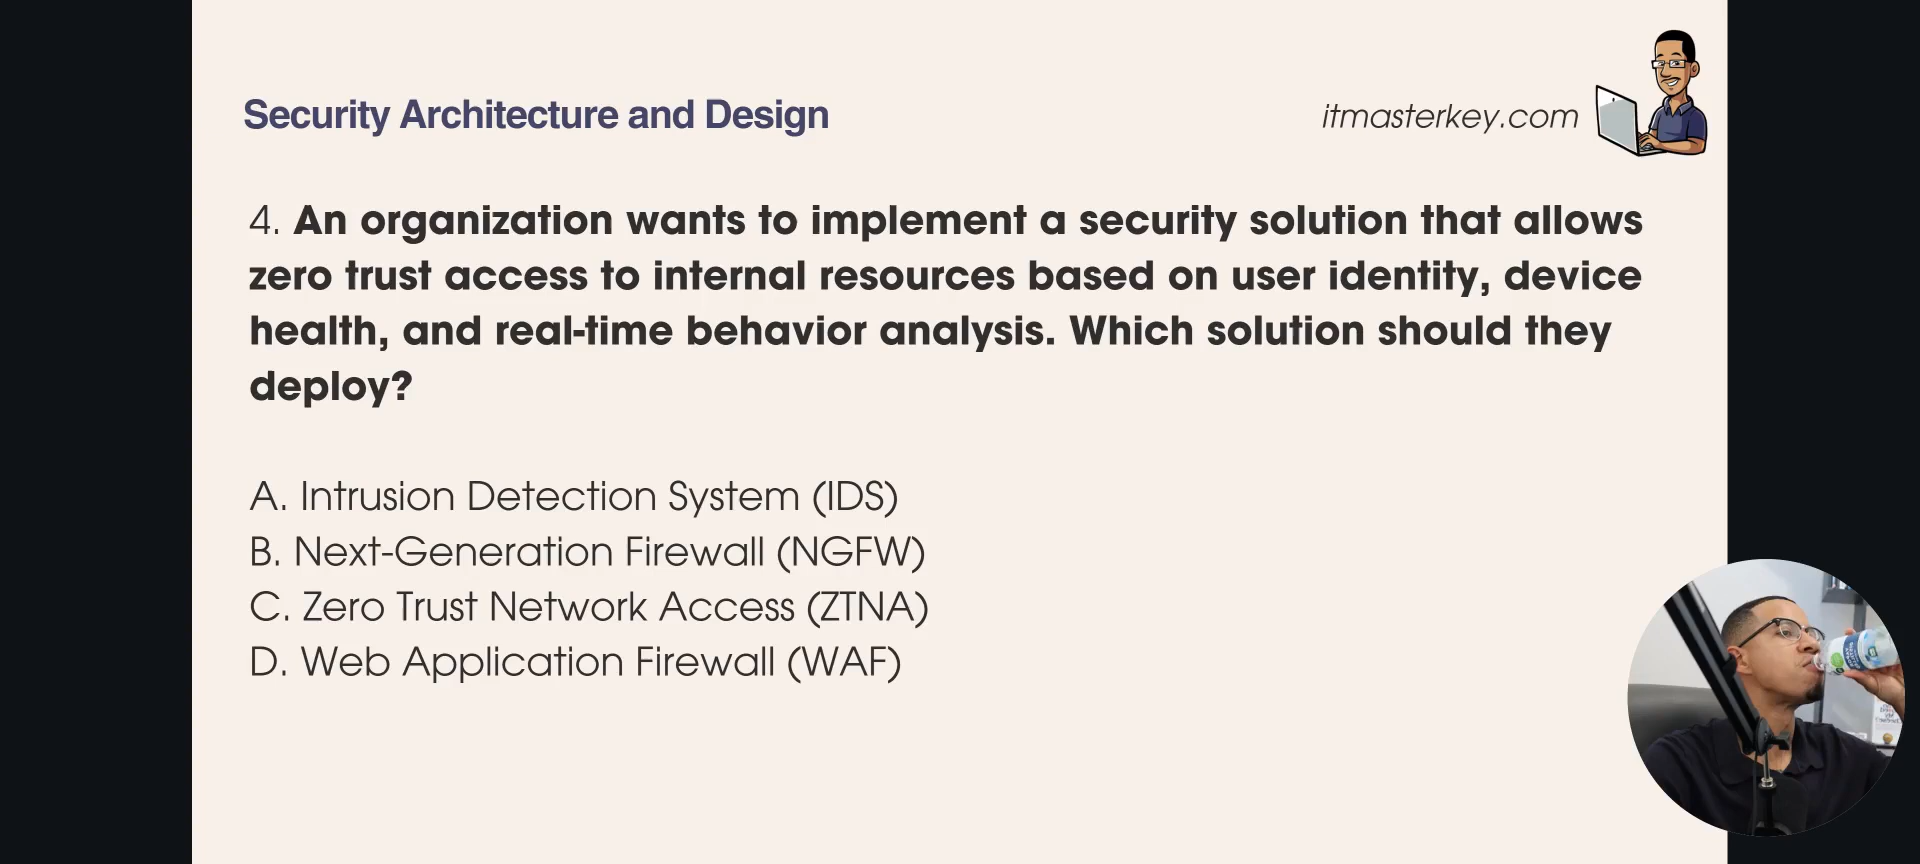 Security Architecture and Design
itmasterkey.com
4. An organization wants to implement a security solution that allows
zero trust access to internal resources based on user identity, device
health, and real-time behavior analysis. Which solution should they
deploy?
A. Intrusion Detection System (IDS)
B. Next-Generation Firewall (NGFW)
C. Zero Trust Network Access (ZTNA)
D. Web Application Firewall (WAF)